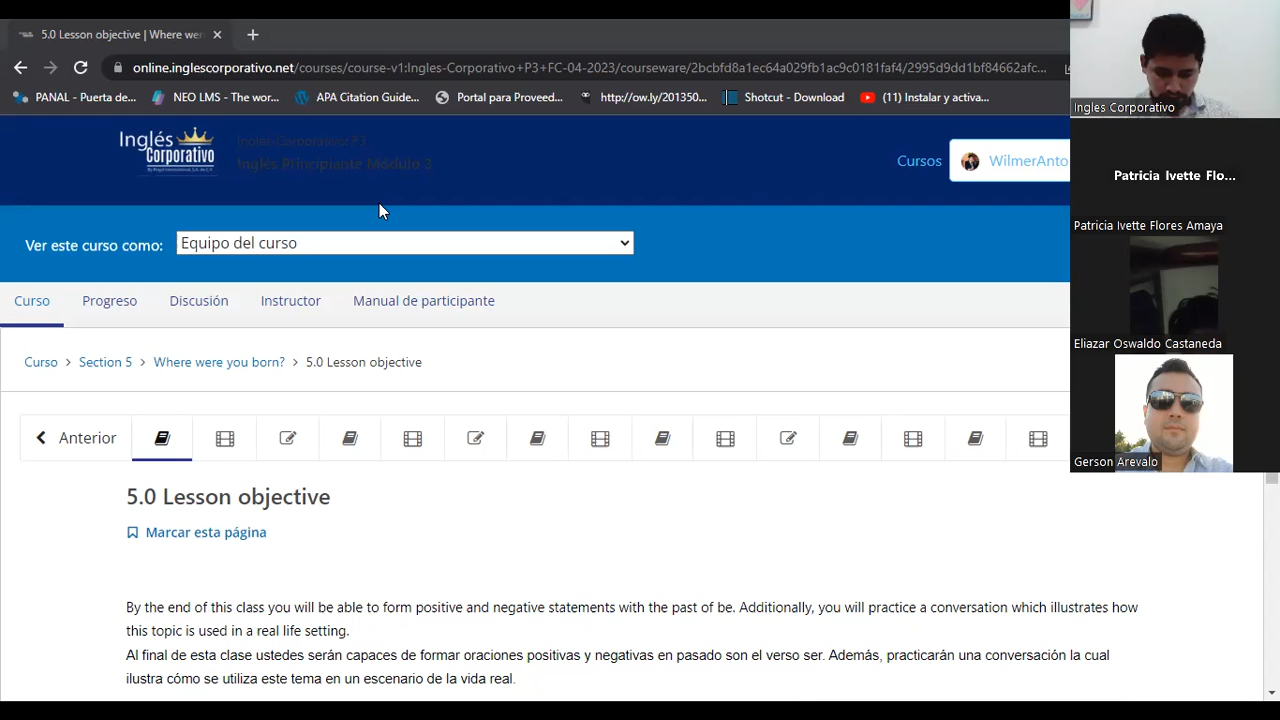 5.0 Lesson objective | Where wer
online.inglescorporativo.net/courses/course-v1:Ingles-Corporativo+P3+FC-04-2023/courseware/2bcbfd8a1ec64a029fb1ac9c0181faf4/2995d9dd1bf84662afc...
PANAL - Puerta de... NEO LMS - The wor... APA Citation Guide... Portal para Proveed... http://ow.ly/201350... Shotcut - Download (11) Instalar y activa...
Inglés Corporativo
Ingles-Corporativo: P3
Inglés Principiante Módulo 3
Cursos WilmerAnto
Ver este curso como: Equipo del curso
Curso Progreso Discusión Instructor Manual de participante
Curso > Section 5 > Where were you born? > 5.0 Lesson objective
Anterior
5.0 Lesson objective
Marcar esta página
By the end of this class you will be able to form positive and negative statements with the past of be. Additionally, you will practice a conversation which illustrates how
this topic is used in a real life setting.
Al final de esta clase ustedes serán capaces de formar oraciones positivas y negativas en pasado son el verso ser. Además, practicarán una conversación la cual
ilustra cómo se utiliza este tema en un escenario de la vida real.
Ingles Corporativo
Patricia Ivette Flo...
Patricia Ivette Flores Amaya
Eliazar Oswaldo Castaneda
Gerson Arevalo